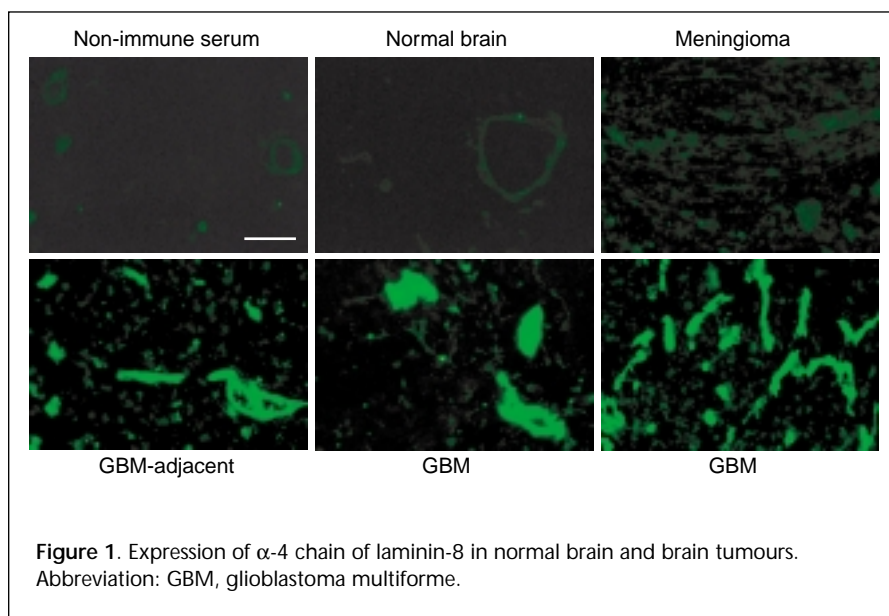 Non-immune serum
Normal brain
Meningioma
GBM-adjacent
GBM
GBM
Figure 1. Expression of α-4 chain of laminin-8 in normal brain and brain tumours.
Abbreviation: GBM, glioblastoma multiforme.